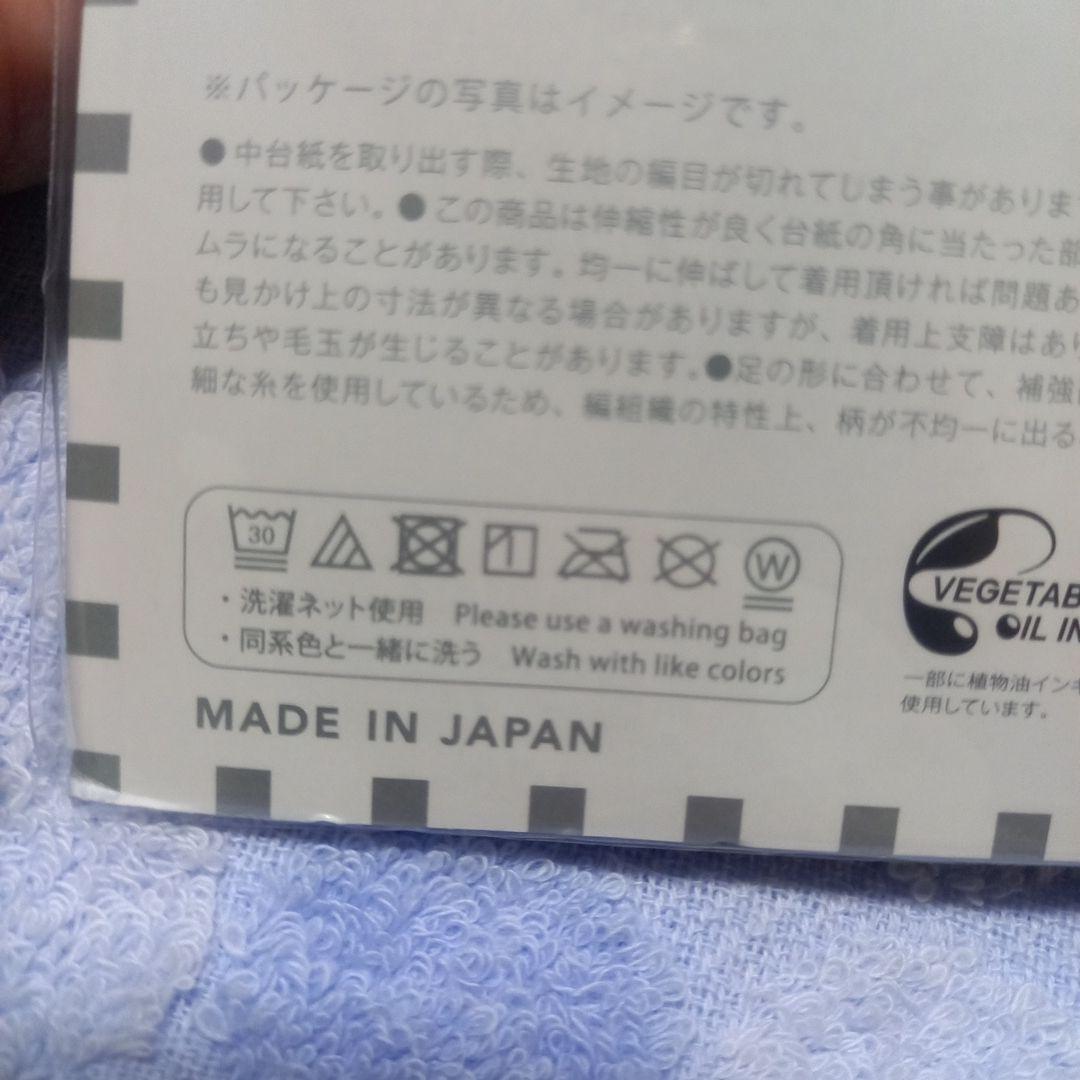 ※パッケージの写真はイメージです。
●中台紙を取り出す際、生地の編目が切れてしまう事がありま
用して下さい。●この商品は伸縮性が良く台紙の角に当たった部
ムラになることがあります。均一に伸ばして着用頂ければ問題あ
も見かけ上の寸法が異なる場合がありますが、着用上支障はあり
立ちや毛玉が生じることがあります。●足の形に合わせて、補強
細な糸を使用しているため、編組織の特性上、柄が不均一に出る
30
W
・洗濯ネット使用 Please use a washing bag
・同系色と一緒に洗う Wash with like colors
MADE IN JAPAN
VEGETAB
OIL IN
一部に植物油インキ
使用しています。